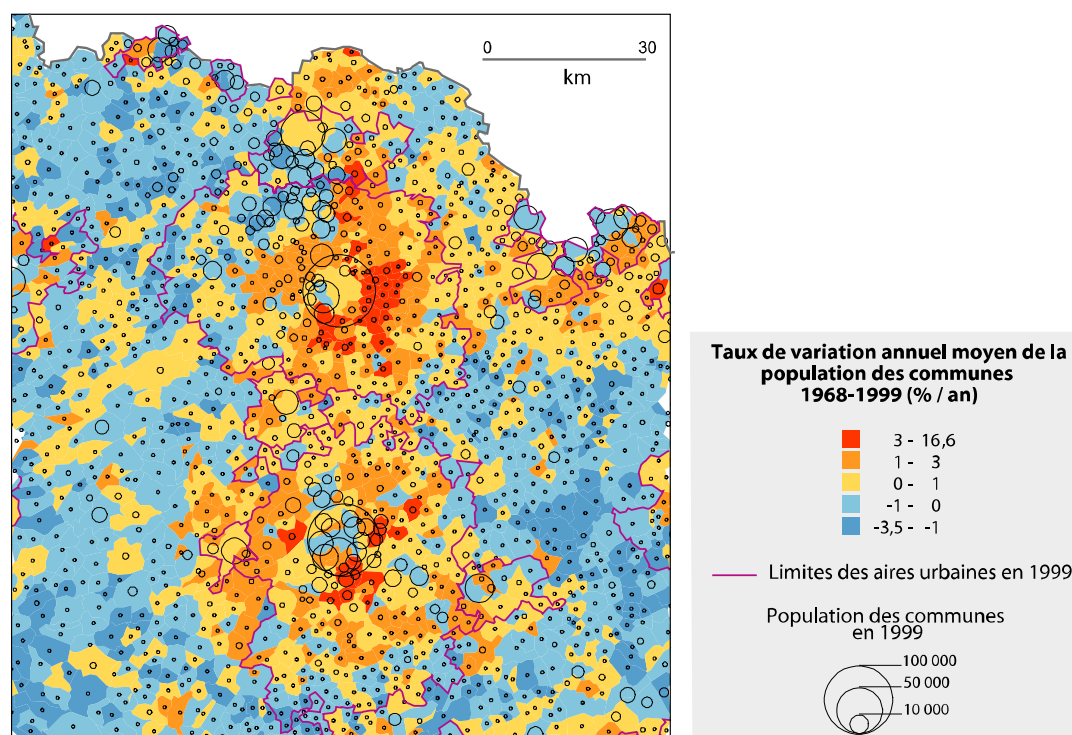 0 30
km
Taux de variation annuel moyen de la
population des communes
1968-1999 (% / an)
3 - 16,6
1 - 3
0 - 1
-1 - 0
-3,5 - -1
Limites des aires urbaines en 1999
Population des communes
en 1999
100 000
50 000
10 000